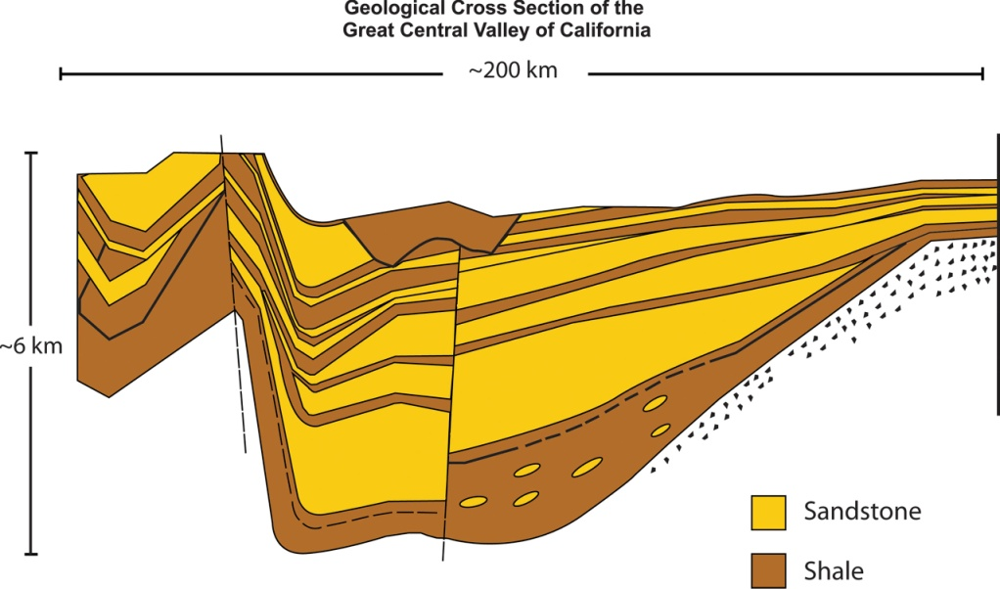 Geological Cross Section of the
Great Central Valley of California
~200 km
~6 km
Sandstone
Shale